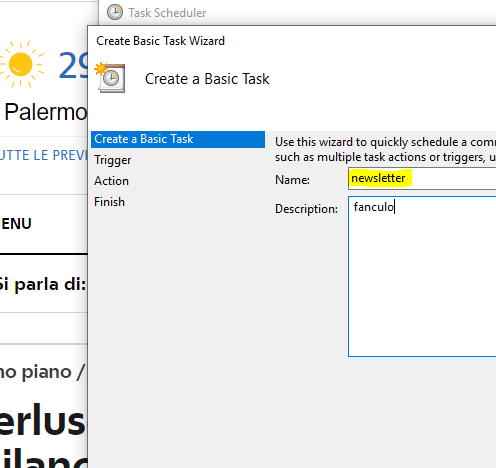 Task Scheduler
Create Basic Task Wizard
29
Create a Basic Task
Palermo
Create a Basic Task
Use this wizard to quickly schedule a com
such as multiple task actions or triggers, u
UTTE LE PREVI
Trigger
Name: newsletter
Action
Description: fanculo
Finish
ENU
Si parla di:
no piano /
erlus
ilanc